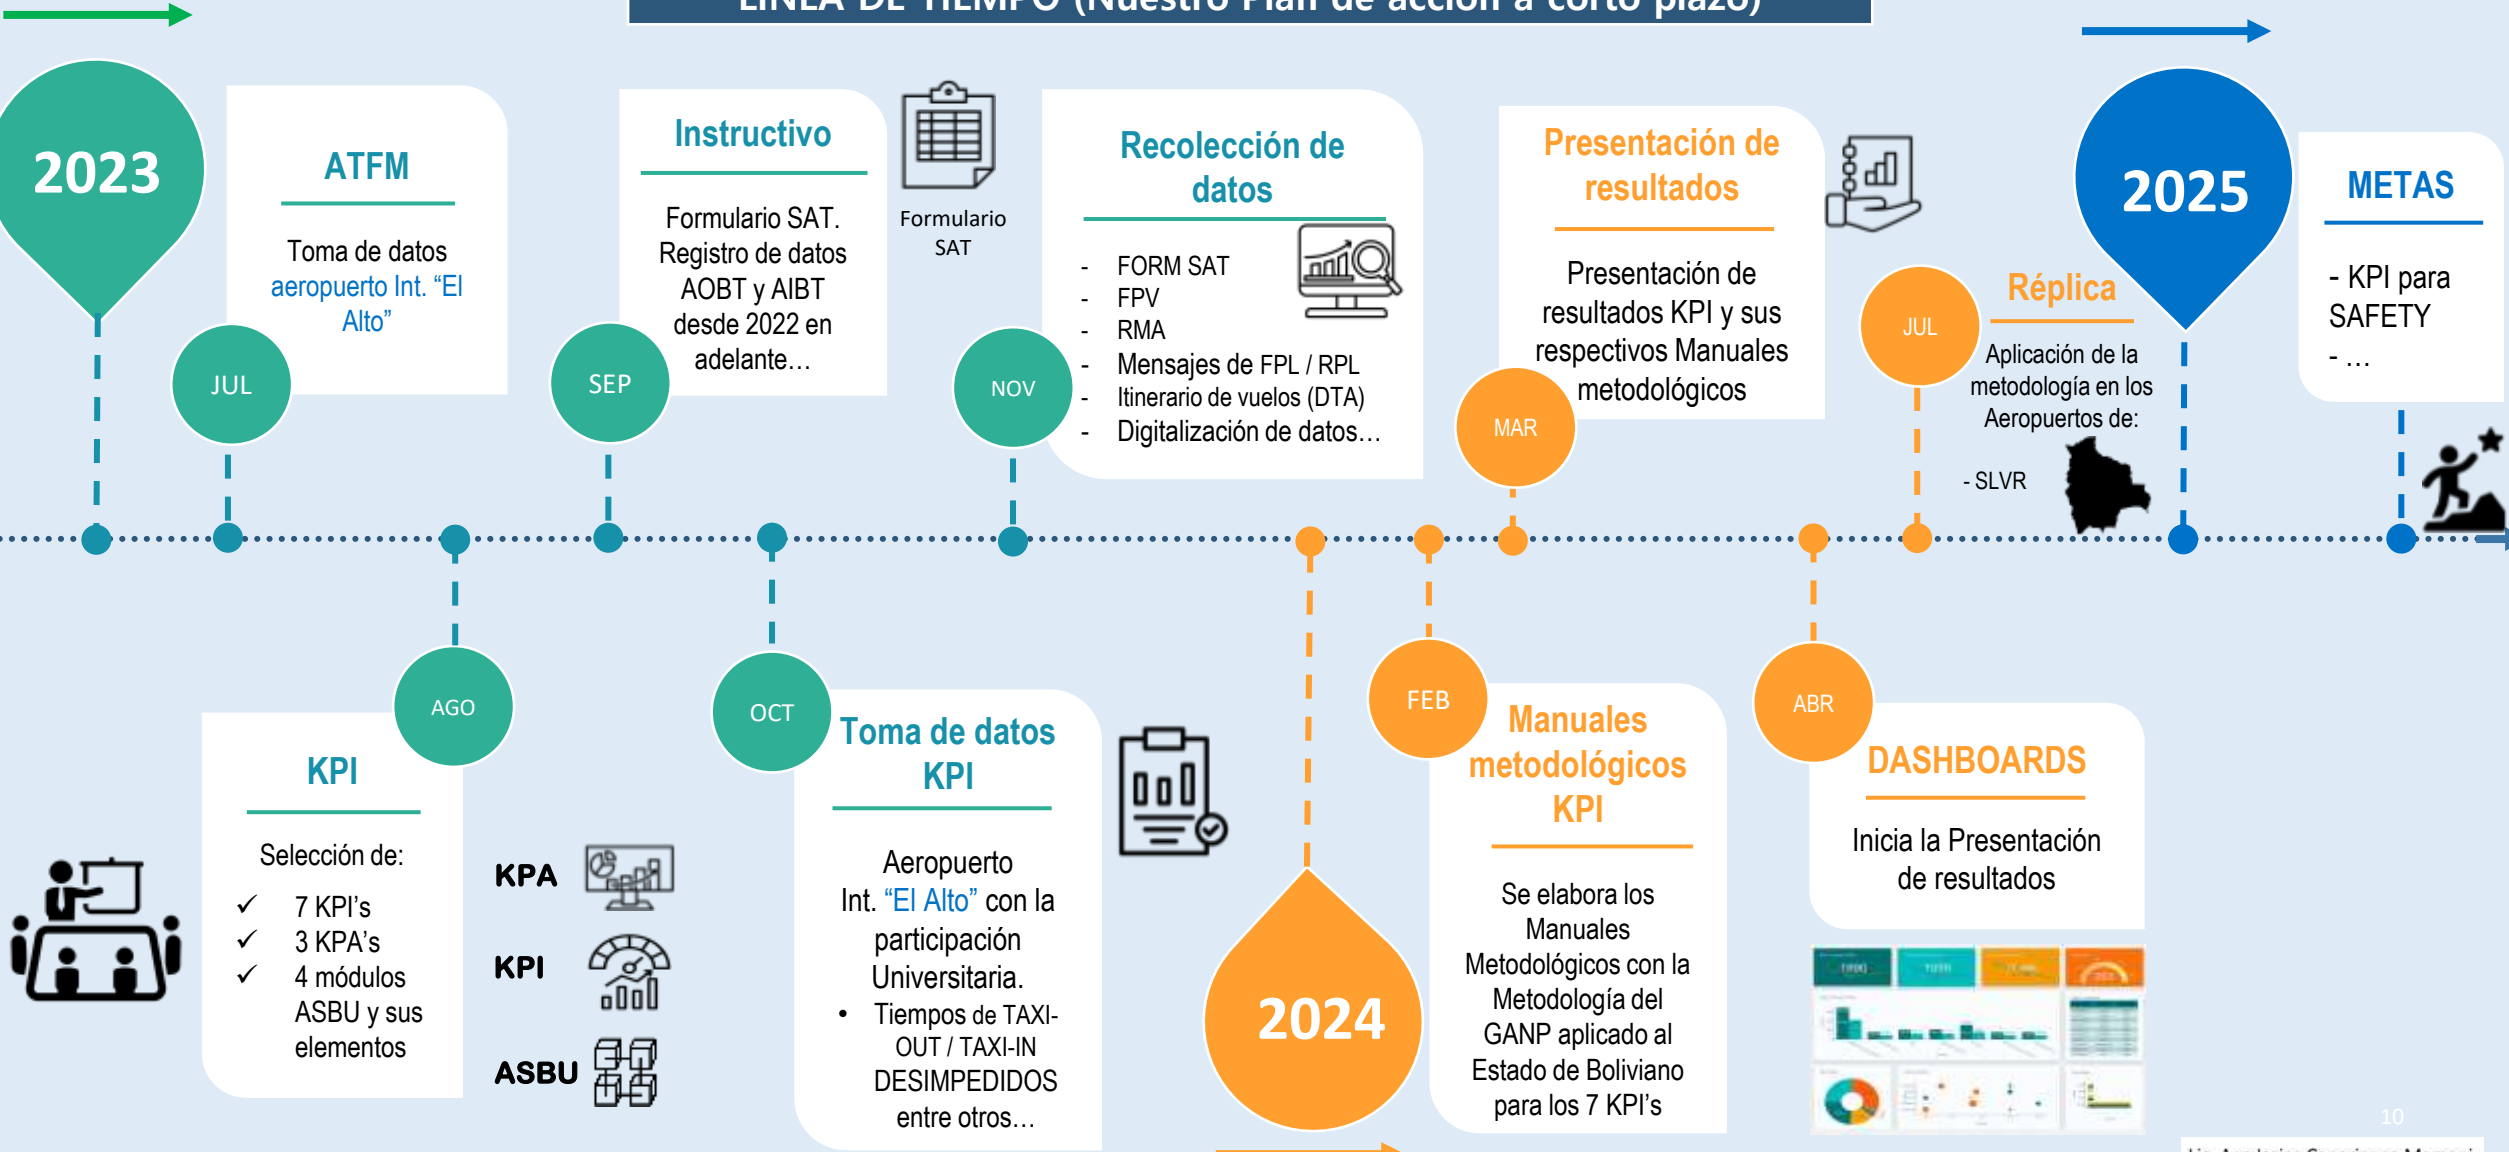 LÍNEA DE TIEMPO (Nuestro Plan de acción a corto plazo)
2023
ATFM
Toma de datos
aeropuerto Int. “El
Alto”
JUL
Instructivo
Formulario SAT.
Registro de datos
AOBT y AIBT
desde 2022 en
adelante…
SEP
Formulario
SAT
Recolección de
datos
- FORM SAT
- FPV
- RMA
- Mensajes de FPL / RPL
- Itinerario de vuelos (DTA)
- Digitalización de datos…
NOV
Presentación de
resultados
Presentación de
resultados KPI y sus
respectivos Manuales
metodológicos
MAR
JUL
Réplica
Aplicación de la
metodología en los
Aeropuertos de:
- SLVR
2025
METAS
- KPI para
SAFETY
- …
AGO
KPI
Selección de:
✓ 7 KPI’s
✓ 3 KPA’s
✓ 4 módulos
ASBU y sus
elementos
KPA
KPI
ASBU
OCT
Toma de datos
KPI
Aeropuerto
Int. “El Alto” con la
participación
Universitaria.
• Tiempos de TAXI-
OUT / TAXI-IN
DESIMPEDIDOS
entre otros…
2024
FEB
Manuales
metodológicos
KPI
Se elabora los
Manuales
Metodológicos con la
Metodología del
GANP aplicado al
Estado de Boliviano
para los 7 KPI’s
ABR
DASHBOARDS
Inicia la Presentación
de resultados
10